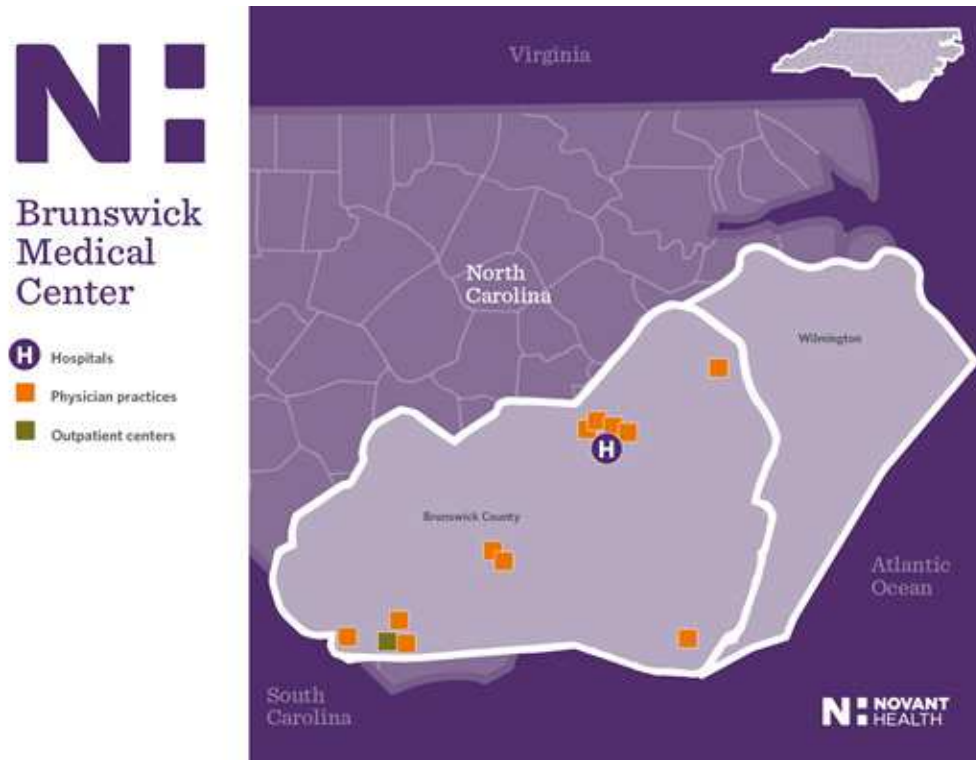 N:
Brunswick
Medical
Center
H Hospitals
Physician practices
Outpatient centers
Virginia
North
Carolina
Wilmington
H
Brunswick County
Atlantic
Ocean
South
Carolina
N: NOVANT
HEALTH